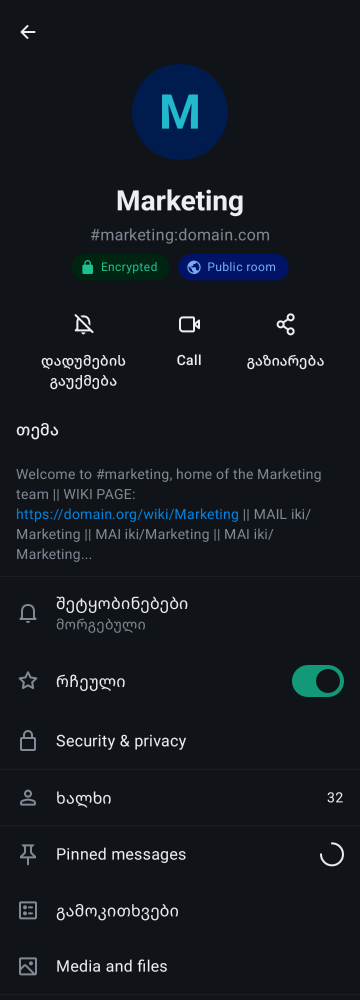 M
Marketing
#marketing:domain.com
Encrypted
Public room
დადუმების
გაუქმება
Call
გაზიარება
თემა
Welcome to #marketing, home of the Marketing
team || WIKI PAGE:
https://domain.org/wiki/Marketing || MAIL iki/
Marketing || MAI iki/Marketing || MAI iki/
Marketing...
შეტყობინებები
მორგებული
რჩეული
Security & privacy
ხალხი
32
Pinned messages
გამოკითხვები
Media and files